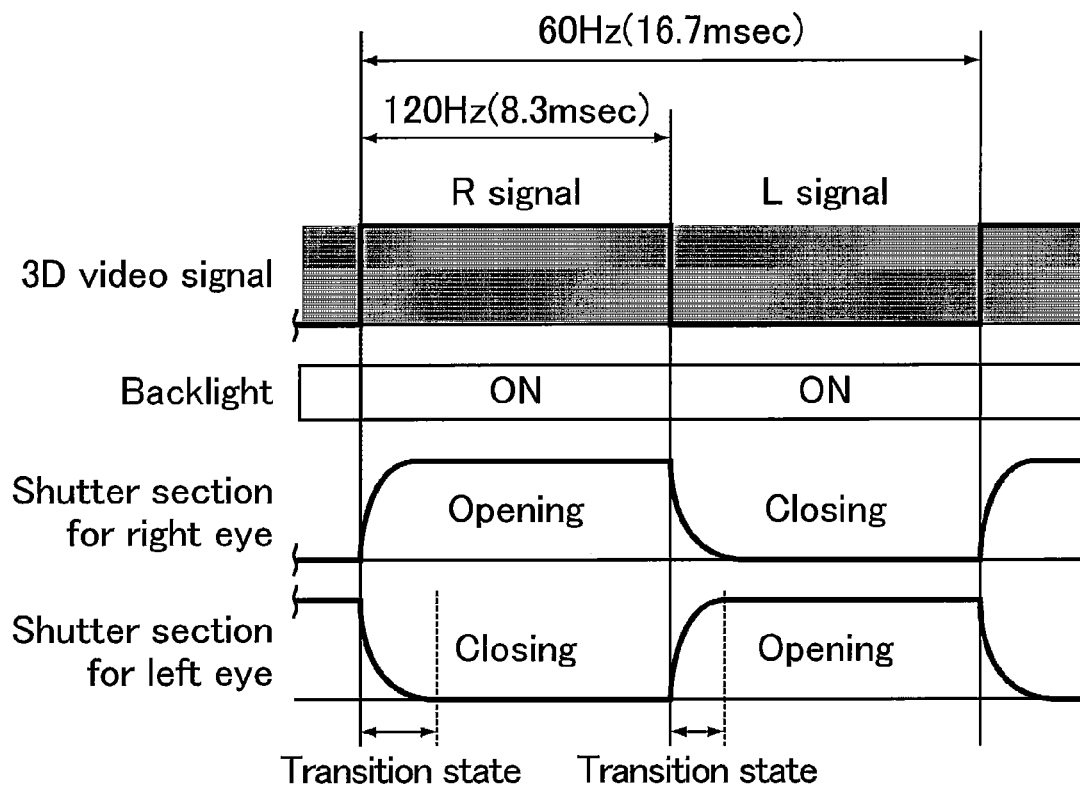 60Hz(16.7msec)
120Hz(8.3msec)
R signal
L signal
3D video signal
Backlight
ON
ON
Shutter section
for right eye
Opening
Closing
Shutter section
for left eye
Closing
Opening
Transition state
Transition state